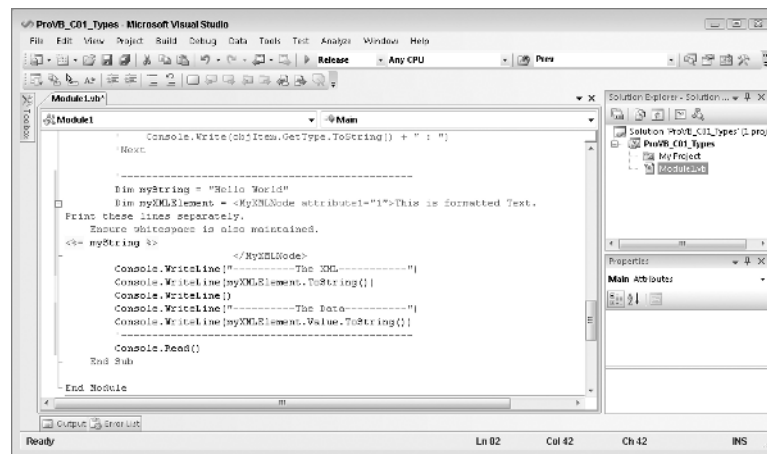 ProVB_C01_Types - Microsoft Visual Studio
File Edit View Project Build Debug Data Tools Test Analyze Window Help
Release Any CPU Prev
Module1.vb*
Toolbox
Module1 Main
' Console.Write(objItem.GetType.ToString() + " : ")
'Next
'--------------------------------------------------
Dim myString = "Hello World"
Dim myXMLElement = <MyXMLNode attribute1="1">This is formatted Text.
Print these lines separately.
Ensure whitespace is also maintained.
<%= myString %>
</MyXMLNode>
Console.WriteLine("----------The XML-----------")
Console.WriteLine(myXMLElement.ToString())
Console.WriteLine()
Console.WriteLine("----------The Data----------")
Console.WriteLine(myXMLElement.Value.ToString())
'--------------------------------------------------
Console.Read()
End Sub
End Module
Solution Explorer - Solution ...
Solution 'ProVB_C01_Types' (1 proj
ProVB_C01_Types
My Project
Module1.vb
Properties
Main Attributes
Output Error List
Ready Ln 82 Col 42 Ch 42 INS